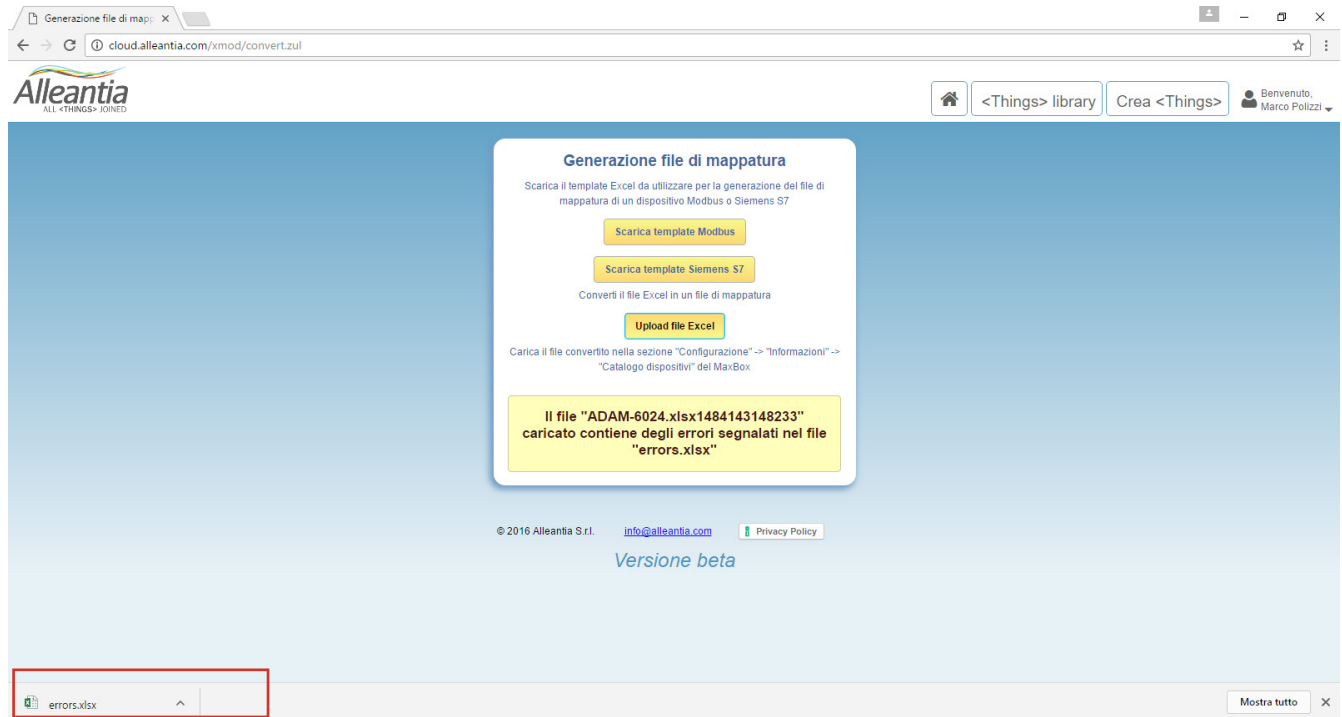 Generazione file di mapp
cloud.alleantia.com/xmod/convert.zul
Alleantia
ALL <THINGS> JOINED
<Things> library
Crea <Things>
Benvenuto,
Marco Polizzi
Generazione file di mappatura
Scarica il template Excel da utilizzare per la generazione del file di
mappatura di un dispositivo Modbus o Siemens S7
Scarica template Modbus
Scarica template Siemens S7
Converti il file Excel in un file di mappatura
Upload file Excel
Carica il file convertito nella sezione "Configurazione" -> "Informazioni" ->
"Catalogo dispositivi" del MaxBox
Il file "ADAM-6024.xlsx1484143148233"
caricato contiene degli errori segnalati nel file
"errors.xlsx"
© 2016 Alleantia S.r.l.
info@alleantia.com
Privacy Policy
Versione beta
errors.xlsx
Mostra tutto